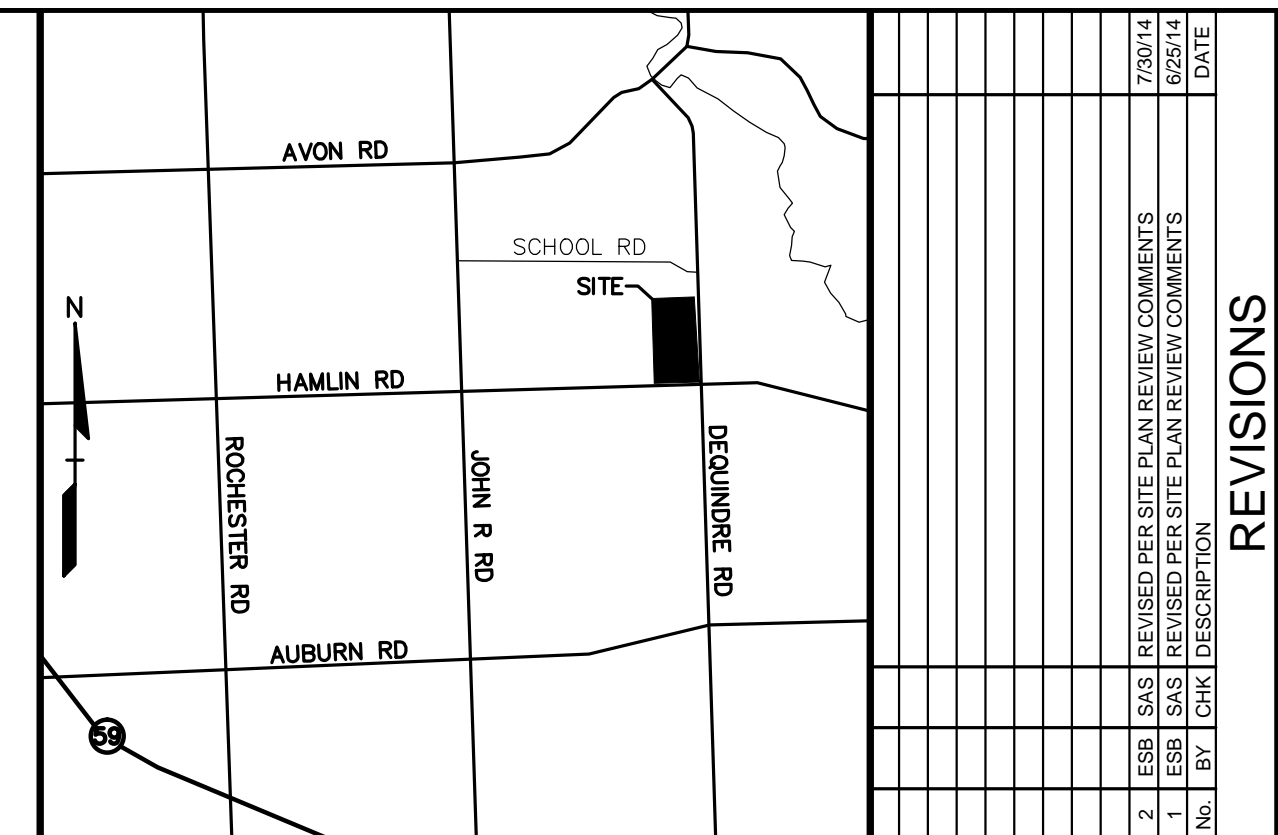 AVON RD
SCHOOL RD
SITE
N
HAMLIN RD
ROCHESTER RD
JOHN R RD
DEQUINDRE RD
AUBURN RD
59
2 ESB SAS REVISED PER SITE PLAN REVIEW COMMENTS 7/30/14
1 ESB SAS REVISED PER SITE PLAN REVIEW COMMENTS 6/25/14
No. BY CHK DESCRIPTION DATE
REVISIONS